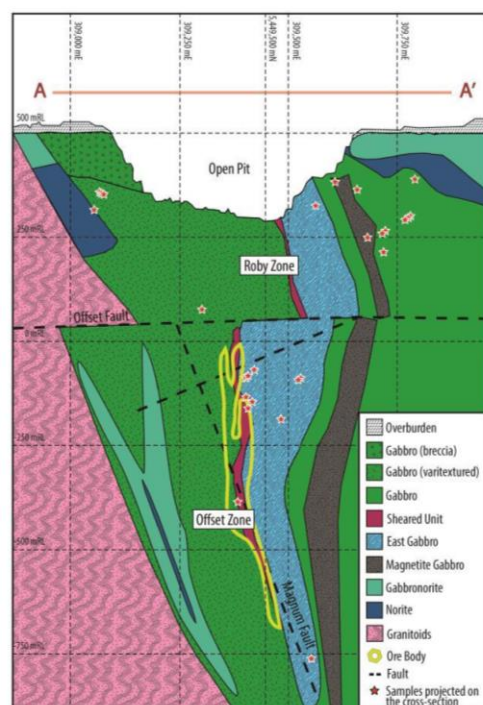 309,000 mE
309,250 mE
5,449,500 mN
309,500 mE
309,750 mE
A
A'
500 mRL
Open Pit
250 mRL
Roby Zone
Offset Fault
0 mRL
250 mRL
Offset Zone
-500 mRL
Magnum Fault
-750 mRL
Overburden
Gabbro (breccia)
Gabbro (varitextured)
Gabbro
Sheared Unit
East Gabbro
Magnetite Gabbro
Gabbronorite
Norite
Granitoids
Ore Body
Fault
Samples projected on
the cross-section